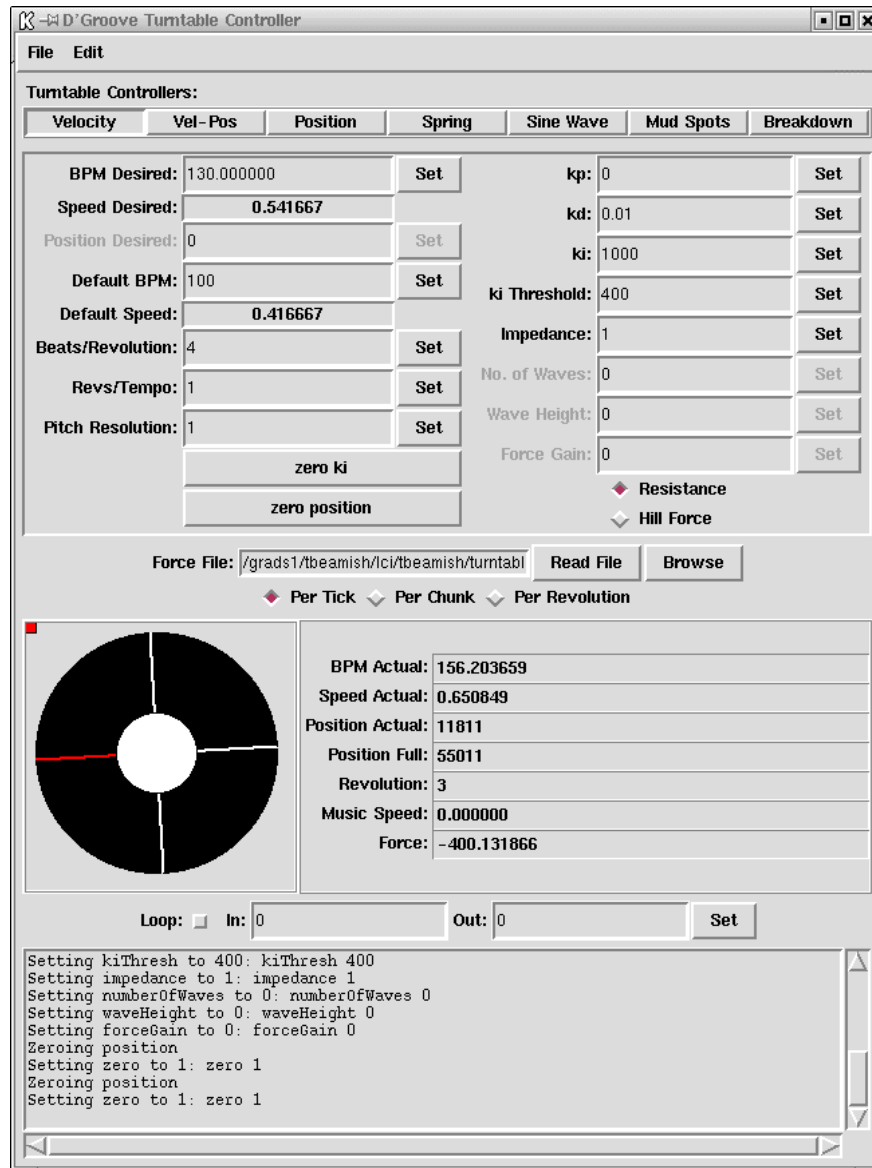 D'Groove Turntable Controller
File Edit
Turntable Controllers:
Velocity Vel-Pos Position Spring Sine Wave Mud Spots Breakdown
BPM Desired: 130.000000 Set
Speed Desired: 0.541667
Position Desired: 0 Set
Default BPM: 100 Set
Default Speed: 0.416667
Beats/Revolution: 4 Set
Revs/Tempo: 1 Set
Pitch Resolution: 1 Set
zero ki
zero position
kp: 0 Set
kd: 0.01 Set
ki: 1000 Set
ki Threshold: 400 Set
Impedance: 1 Set
No. of Waves: 0 Set
Wave Height: 0 Set
Force Gain: 0 Set
Resistance
Hill Force
Force File: /grads1/tbeamish/lci/tbeamish/turntabl Read File Browse
Per Tick Per Chunk Per Revolution
BPM Actual: 156.203659
Speed Actual: 0.650849
Position Actual: 11811
Position Full: 55011
Revolution: 3
Music Speed: 0.000000
Force: -400.131866
Loop: In: 0 Out: 0 Set
Setting kiThresh to 400: kiThresh 400
Setting impedance to 1: impedance 1
Setting numberOfWaves to 0: numberOfWaves 0
Setting waveHeight to 0: waveHeight 0
Setting forceGain to 0: forceGain 0
Zeroing position
Setting zero to 1: zero 1
Zeroing position
Setting zero to 1: zero 1